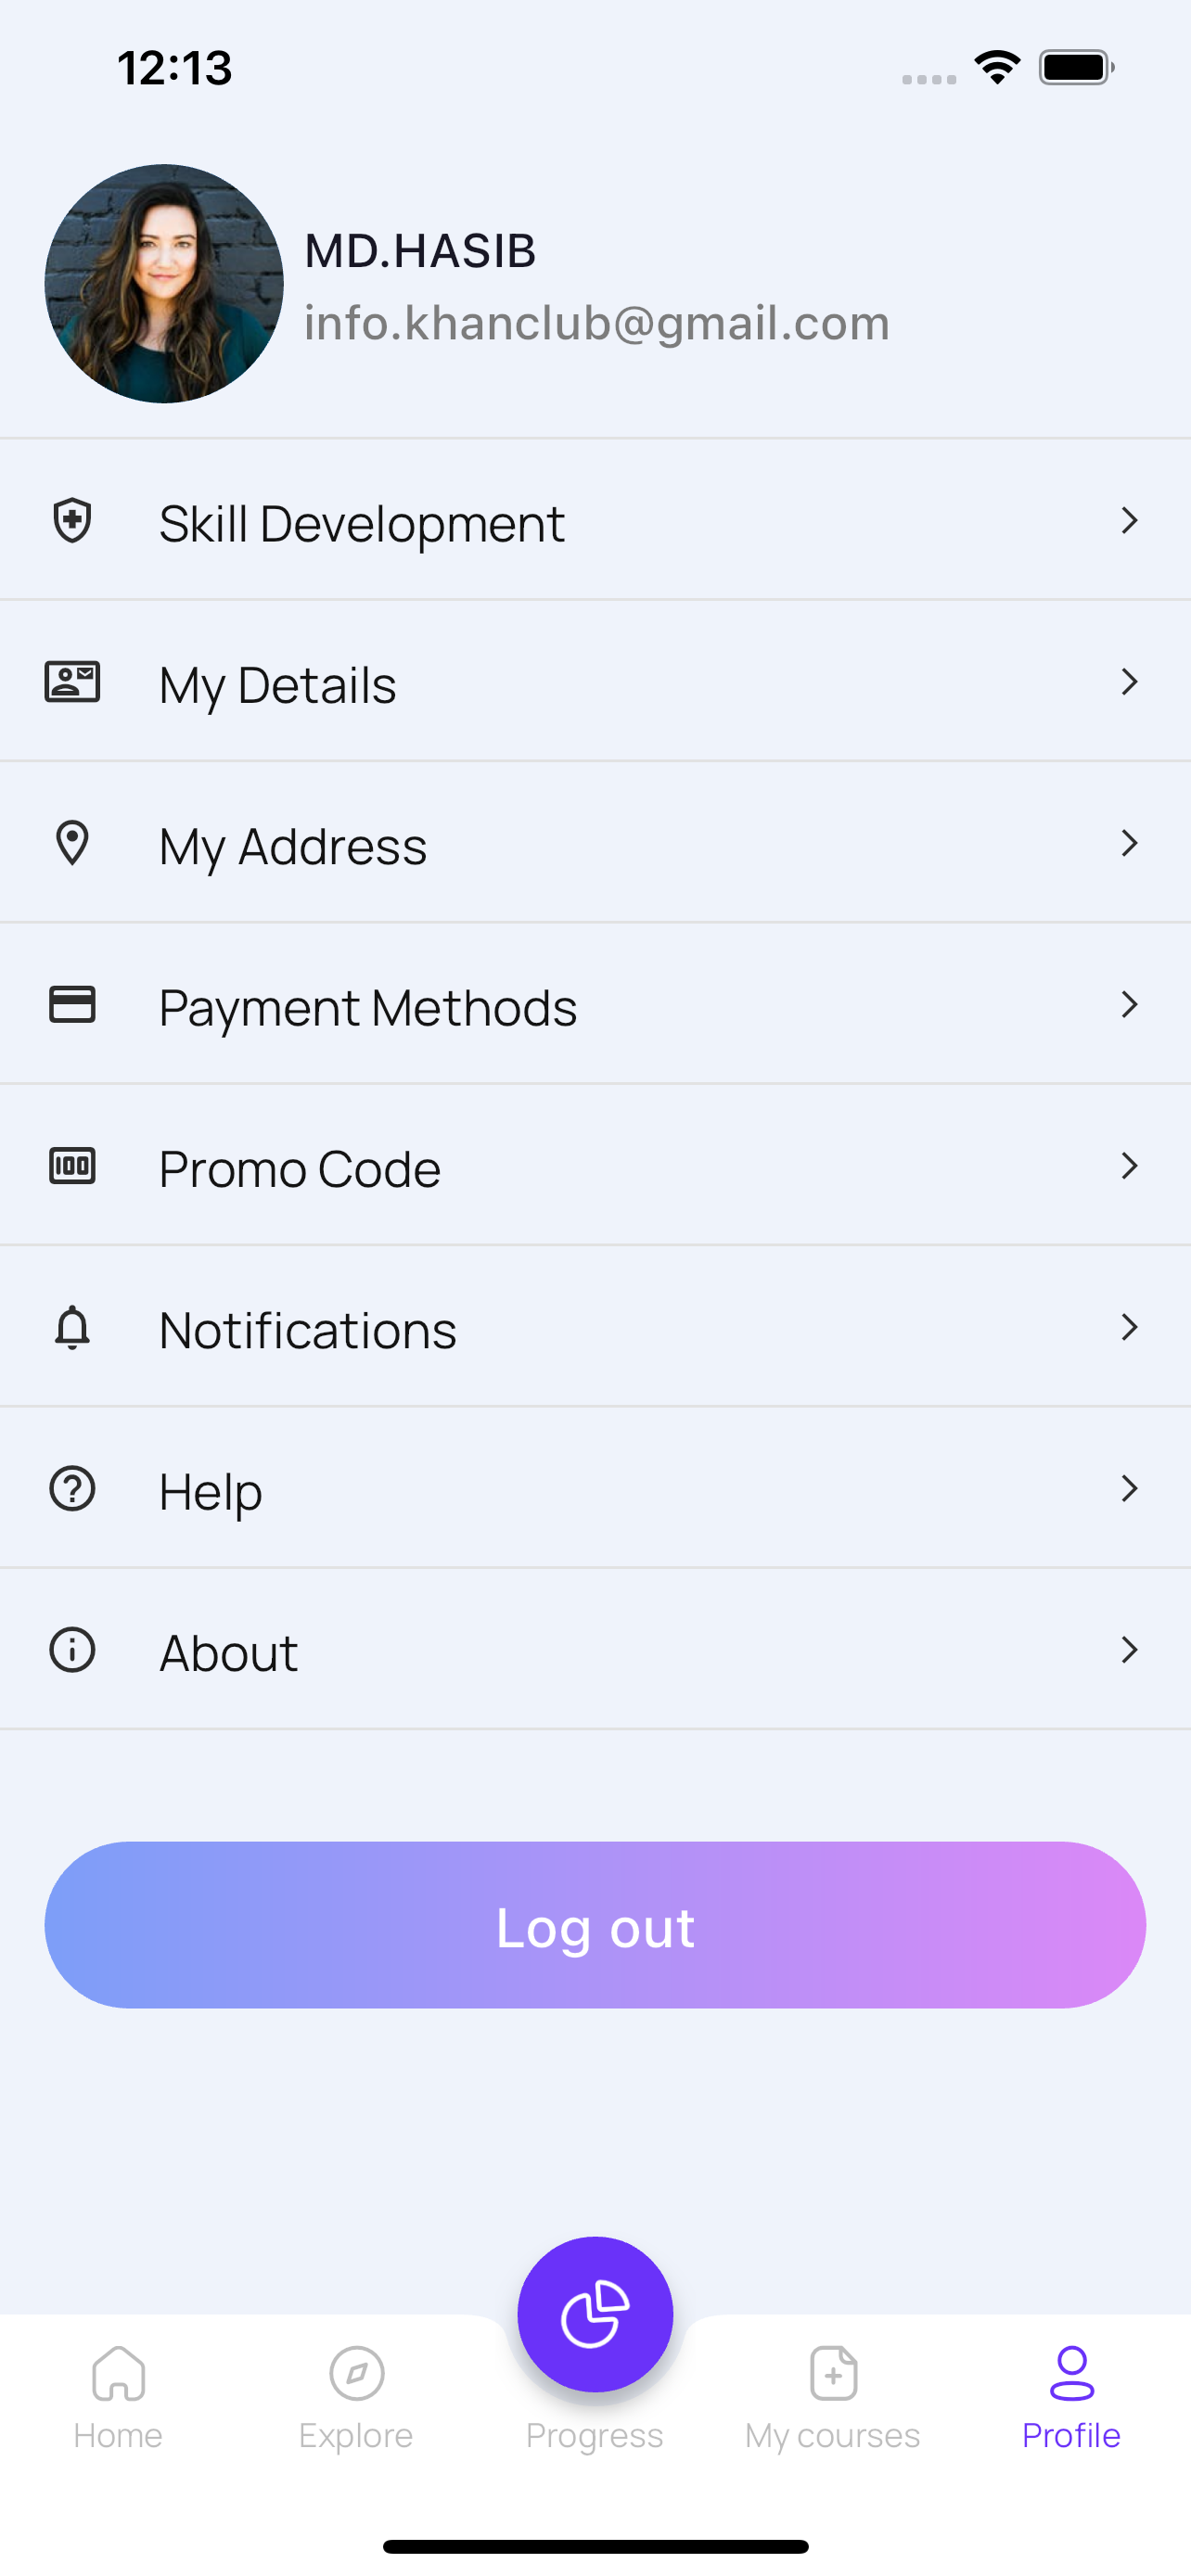 12:13
MD.HASIB
info.khanclub@gmail.com
Skill Development
My Details
My Address
Payment Methods
100
Promo Code
Notifications
Help
About
Log out
Home
Explore
Progress
My courses
Profile